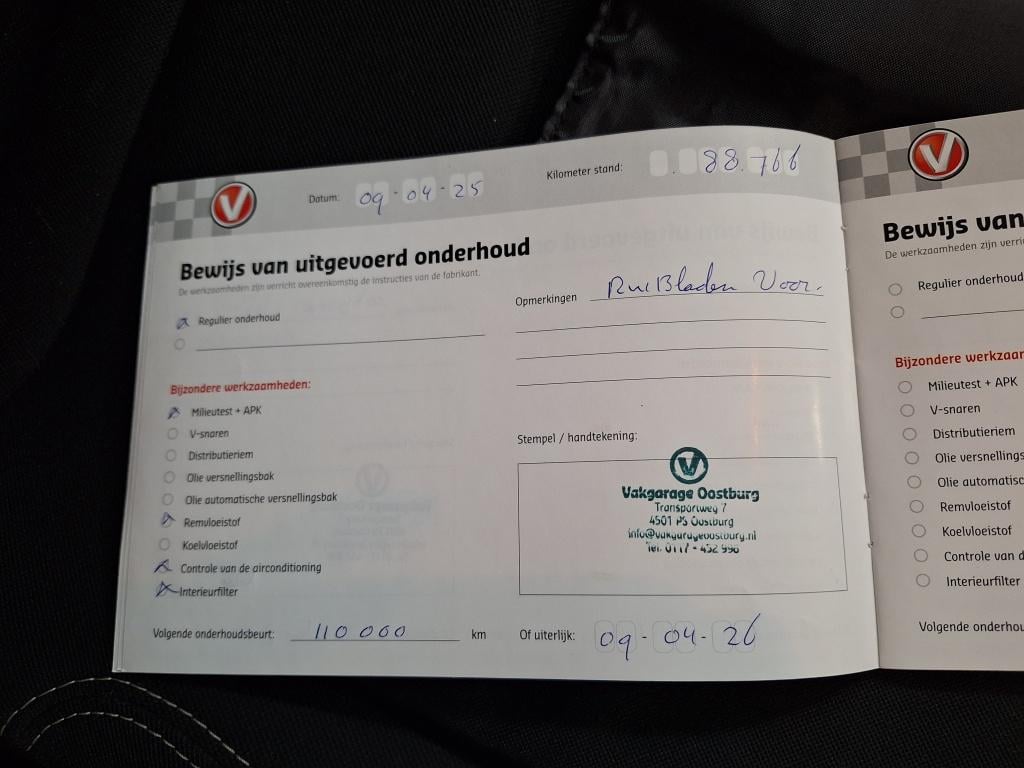 V
Datum: 09-04-25
Kilometer stand: 88.766
Bewijs van uitgevoerd onderhoud
De werkzaamheden zijn verricht overeenkomstig de instructies van de fabrikant.
Regulier onderhoud
Bijzondere werkzaamheden:
Milieutest + APK
V-snaren
Distributieriem
Olie versnellingsbak
Olie automatische versnellingsbak
Remvloeistof
Koelvloeistof
Controle van de airconditioning
Interieurfilter
Volgende onderhoudsbeurt: 110 000 km
Opmerkingen RuiBladen Voor.
Stempel / handtekening:
V
Vakgarage Oostburg
Transportweg 7
4501 PS Oostburg
info@vakgarageoostburg.nl
Tel. 0117 - 452 990
Of uiterlijk: 09-04-26
V
Bewijs van
De werkzaamheden zijn verri
Regulier onderhoud
Bijzondere werkzaar
Milieutest + APK
V-snaren
Distributieriem
Olie versnellings
Olie automatisc
Remvloeistof
Koelvloeistof
Controle van d
Interieurfilter
Volgende onderhou